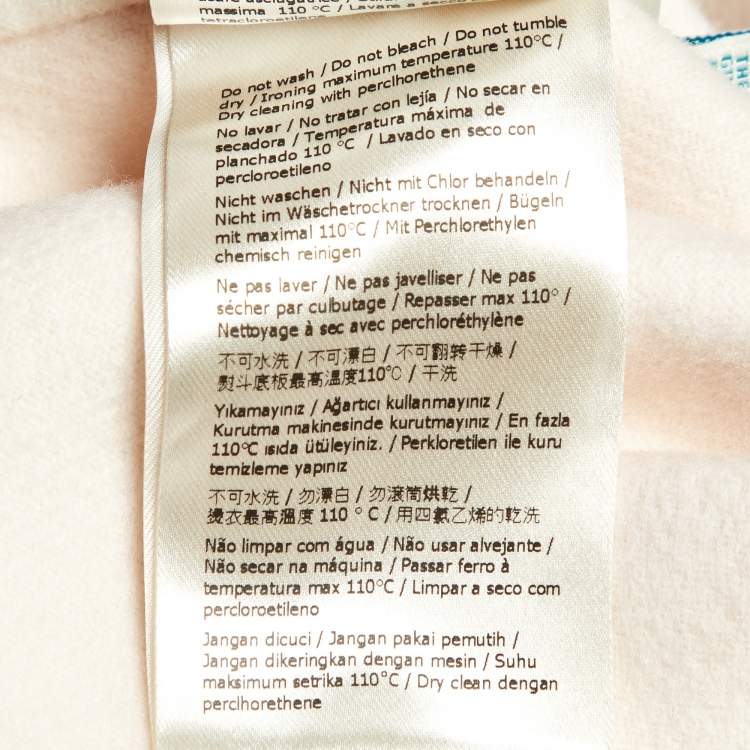 massima 110 °C / Lavare a secco
Do not wash / Do not bleach / Do not tumble
dry / Ironing maximum temperature 110°C /
Dry cleaning with perclhorethene
No lavar / No tratar con lejía / No secar en
secadora / Temperatura máxima de
planchado 110 °C / Lavado en seco con
percloroetileno
Nicht waschen / Nicht mit Chlor behandeln /
Nicht im Wäschetrockner trocknen / Bügeln
mit maximal 110°C / Mit Perchlorethylen
chemisch reinigen
Ne pas laver / Ne pas javelliser / Ne pas
sécher par culbutage / Repasser max 110° /
Nettoyage à sec avec perchloréthylène
不可水洗 / 不可漂白 / 不可翻转干燥 /
熨斗底板最高溫度110°C / 干洗
Yıkamayınız / Ağartıcı kullanmayınız /
Kurutma makinesinde kurutmayınız / En fazla
110°C ısıda ütüleyiniz. / Perkloretilen ile kuru
temizleme yapınız
不可水洗 / 勿漂白 / 勿滾筒烘乾 /
燙衣最高溫度 110 ° C / 用四氯乙烯的乾洗
Não limpar com água / Não usar alvejante /
Não secar na máquina / Passar ferro à
temperatura max 110°C / Limpar a seco com
percloroetileno
Jangan dicuci / Jangan pakai pemutih /
Jangan dikeringkan dengan mesin / Suhu
maksimum setrika 110°C / Dry clean dengan
perclhorethene